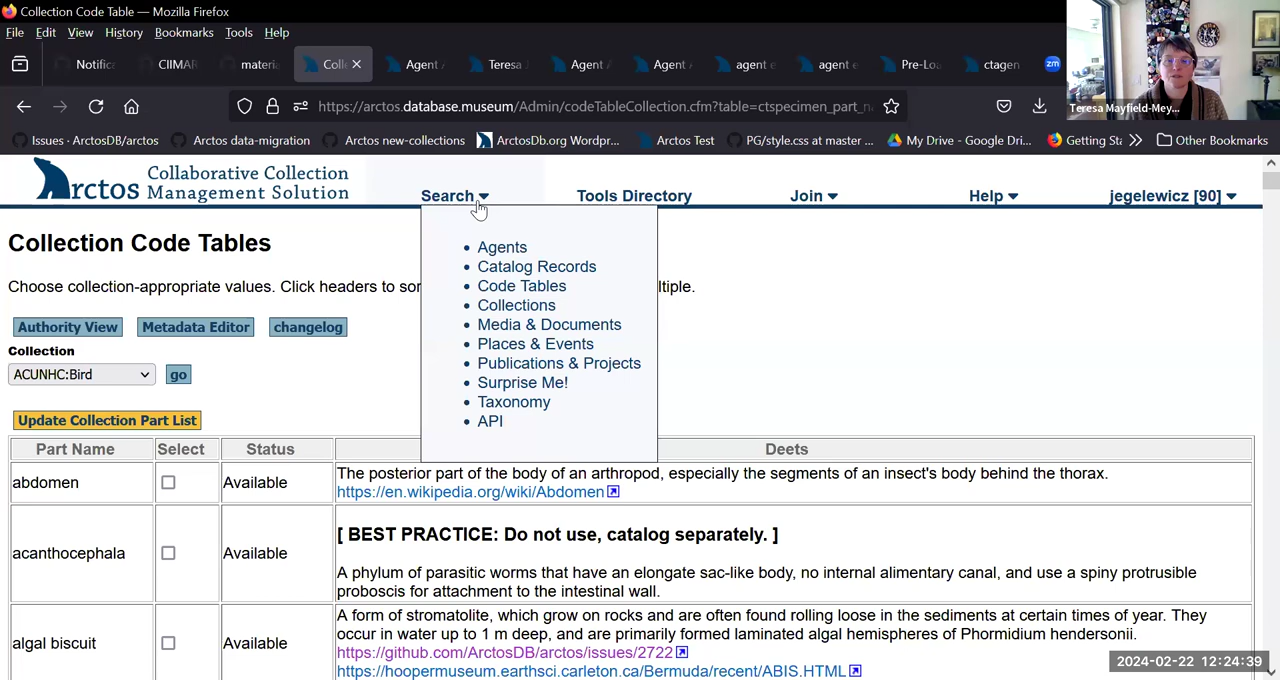 Collection Code Table — Mozilla Firefox
File Edit View History Bookmarks Tools Help
Notific CIIMAR materia Coll Agent Teresa Agent Agent agent e agent e Pre-Loa ctagen zm
https://arctos.database.museum/Admin/codeTableCollection.cfm?table=ctspecimen_part_n
Teresa Mayfield-Mey...
Issues · ArctosDB/arctos Arctos data-migration Arctos new-collections ArctosDb.org Wordpr... Arctos Test PG/style.css at master ... My Drive - Google Dri... Getting Sta Other Bookmarks
Arctos Collaborative Collection
Management Solution
Search Tools Directory Join Help jegelewicz [90]
Agents
Catalog Records
Code Tables
Collections
Media & Documents
Places & Events
Publications & Projects
Surprise Me!
Taxonomy
API
Collection Code Tables
Choose collection-appropriate values. Click headers to sor ltiple.
Authority View Metadata Editor changelog
Collection
ACUNHC:Bird go
Update Collection Part List
Part Name Select Status Deets
abdomen Available The posterior part of the body of an arthropod, especially the segments of an insect's body behind the thorax.
https://en.wikipedia.org/wiki/Abdomen
[ BEST PRACTICE: Do not use, catalog separately. ]
acanthocephala Available
A phylum of parasitic worms that have an elongate sac-like body, no internal alimentary canal, and use a spiny protrusible
proboscis for attachment to the intestinal wall.
A form of stromatolite, which grow on rocks and are often found rolling loose in the sediments at certain times of year. They
occur in water up to 1 m deep, and are primarily formed laminated algal hemispheres of Phormidium hendersonii.
algal biscuit Available
https://github.com/ArctosDB/arctos/issues/2722
https://hoopermuseum.earthsci.carleton.ca/Bermuda/recent/ABIS.HTML
2024-02-22 12:24:39